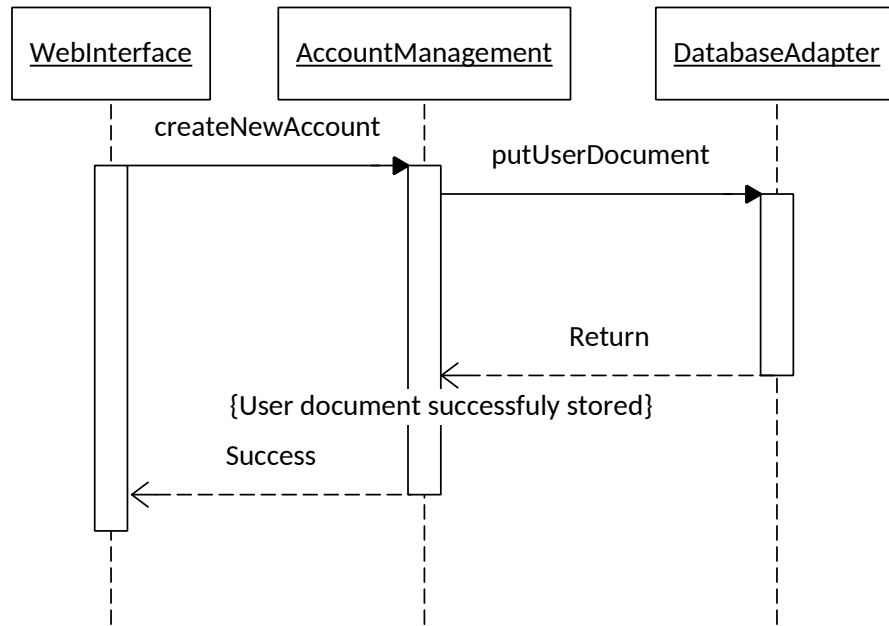 WebInterface
AccountManagement
DatabaseAdapter
createNewAccount
putUserDocument
Return
{User document successfuly stored}
Success